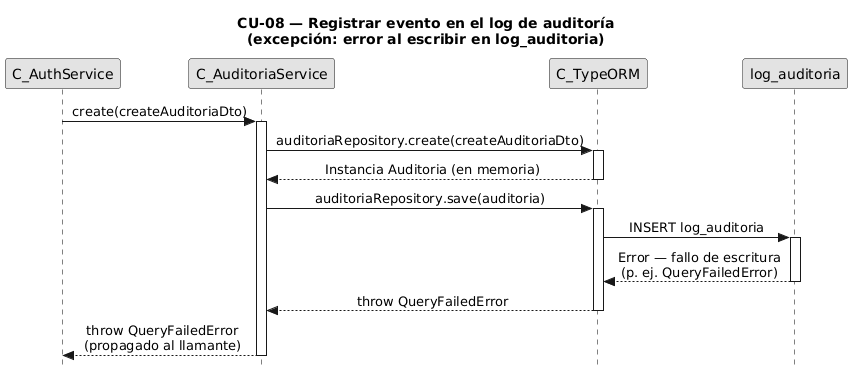 CU-08 — Registrar evento en el log de auditoría
(excepción: error al escribir en log_auditoria)
C_AuthService
C_AuditoriaService
C_TypeORM
log_auditoria
create(createAuditoriaDto)
auditoriaRepository.create(createAuditoriaDto)
Instancia Auditoria (en memoria)
auditoriaRepository.save(auditoria)
INSERT log_auditoria
Error — fallo de escritura
(p. ej. QueryFailedError)
throw QueryFailedError
throw QueryFailedError
(propagado al llamante)